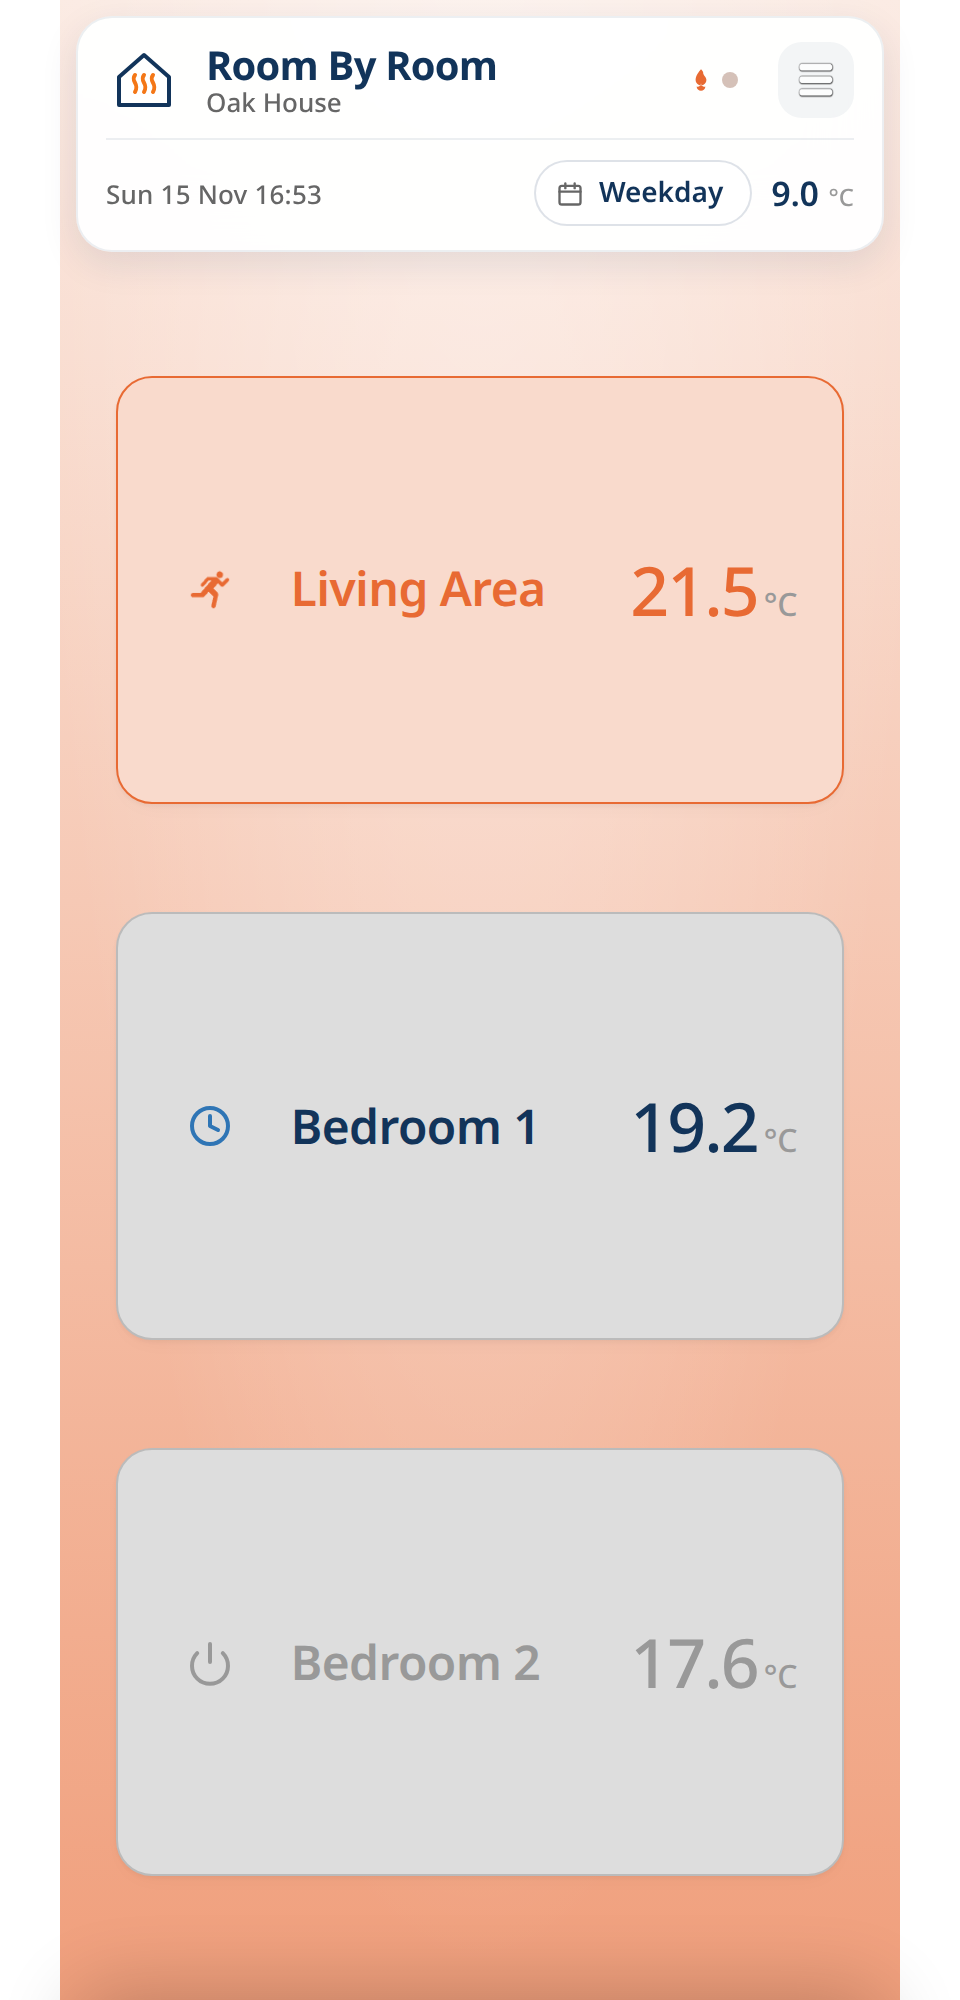 Room By Room
Oak House
Sun 15 Nov 16:53
Weekday
9.0 °C
Living Area
21.5 °C
Bedroom 1
19.2 °C
Bedroom 2
17.6 °C